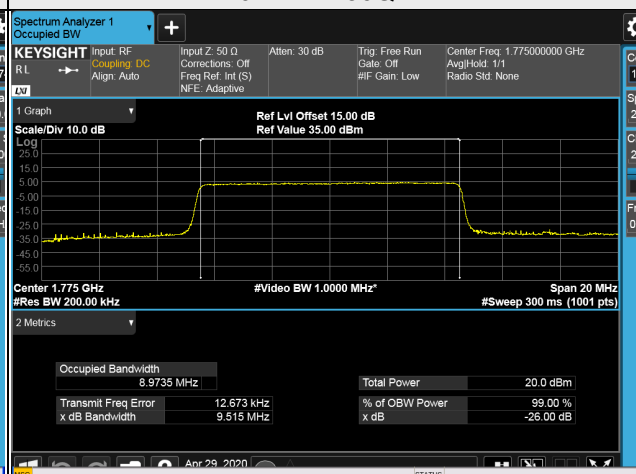 Spectrum Analyzer 1
Occupied BW
+
KEYSIGHT
RL
LXI
Input: RF
Coupling: DC
Align: Auto
Input Z: 50 Ω
Corrections: Off
Freq Ref: Int (S)
NFE: Adaptive
Atten: 30 dB
Trig: Free Run
Gate: Off
#IF Gain: Low
Center Freq: 1.775000000 GHz
Avg|Hold: 1/1
Radio Std: None
1 Graph
Scale/Div 10.0 dB
Ref Lvl Offset 15.00 dB
Ref Value 35.00 dBm
Log
25.0
15.0
5.00
-5.00
-15.0
-25.0
-35.0
-45.0
-55.0
Center 1.775 GHz
#Video BW 1.0000 MHz*
Span 20 MHz
#Res BW 200.00 kHz
#Sweep 300 ms (1001 pts)
2 Metrics
Occupied Bandwidth
8.9735 MHz
Total Power 20.0 dBm
Transmit Freq Error 12.673 kHz
% of OBW Power 99.00 %
x dB Bandwidth 9.515 MHz
x dB -26.00 dB
Apr 29, 2020
MSG
STATUS